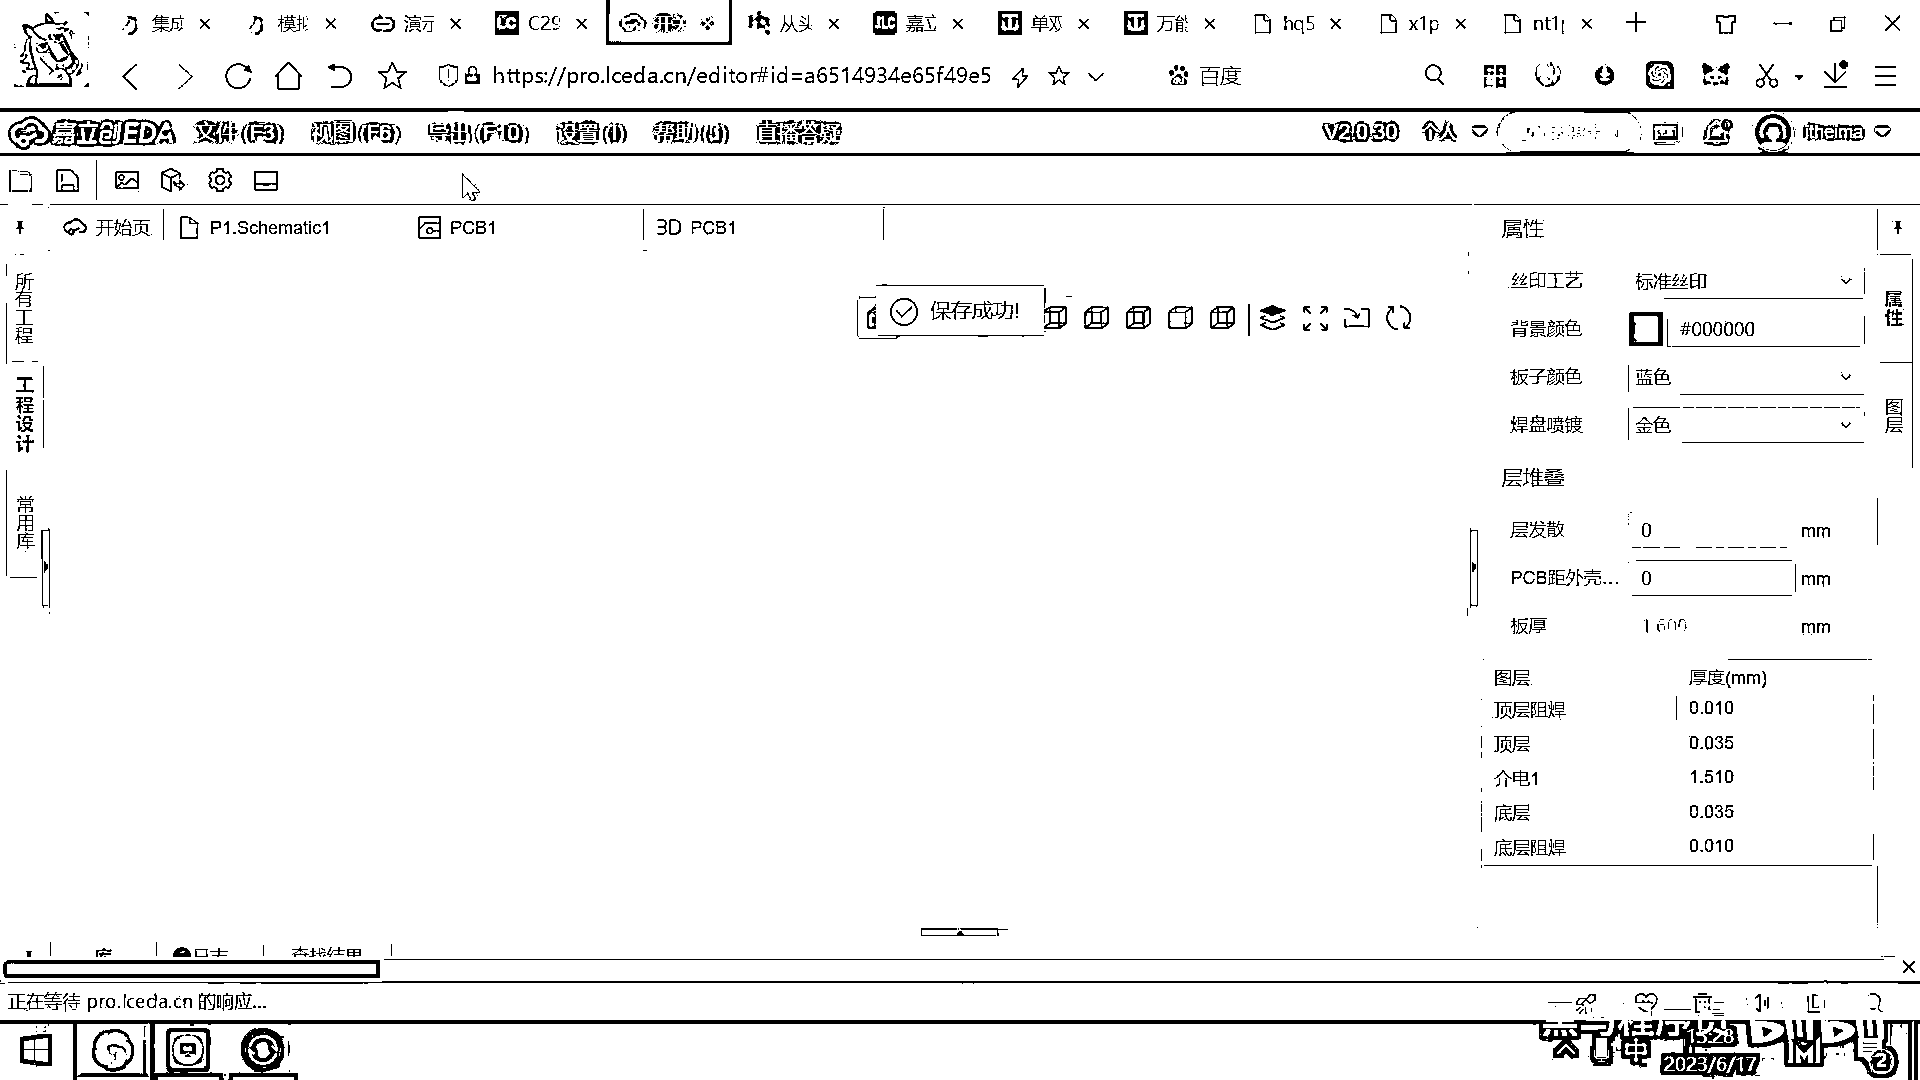 集成
模拟
演示
C29
从头
嘉立
单双
万能
hq5
x1p
nt1p
https://pro.lceda.cn/editor#id=a6514934e65f49e5
百度
嘉立创EDA 文件(F3) 视图(F6) 导出(F10) 设置(I) 帮助(J) 直播答疑
V2.0.30 个人 itheima
开始页 P1.Schematic1 PCB1 3D PCB1
所有工程
工程设计
常用库
保存成功!
属性
丝印工艺 标准丝印
背景颜色 #000000
板子颜色 蓝色
焊盘喷镀 金色
层堆叠
层发散 0 mm
PCB距外壳... 0 mm
板厚 1.600 mm
图层 厚度(mm)
顶层阻焊 0.010
顶层 0.035
介电1 1.510
底层 0.035
底层阻焊 0.010
属性
图层
库 日志 查找结果
正在等待 pro.lceda.cn 的响应...
中
2023/6/17
2